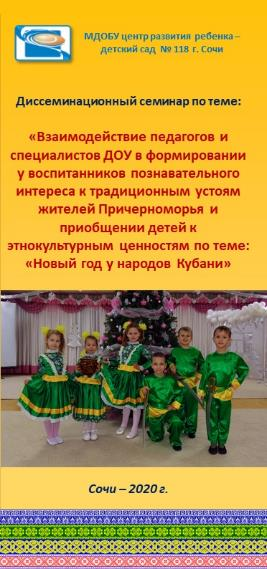 МДОБУ центр развития ребенка –
детский сад № 118 г. Сочи
Диссеминационный семинар по теме:
«Взаимодействие педагогов и
специалистов ДОУ в формировании
у воспитанников познавательного
интереса к традиционным устоям
жителей Причерноморья и
приобщении детей к
этнокультурным ценностям по теме:
«Новый год у народов Кубани»
Сочи – 2020 г.